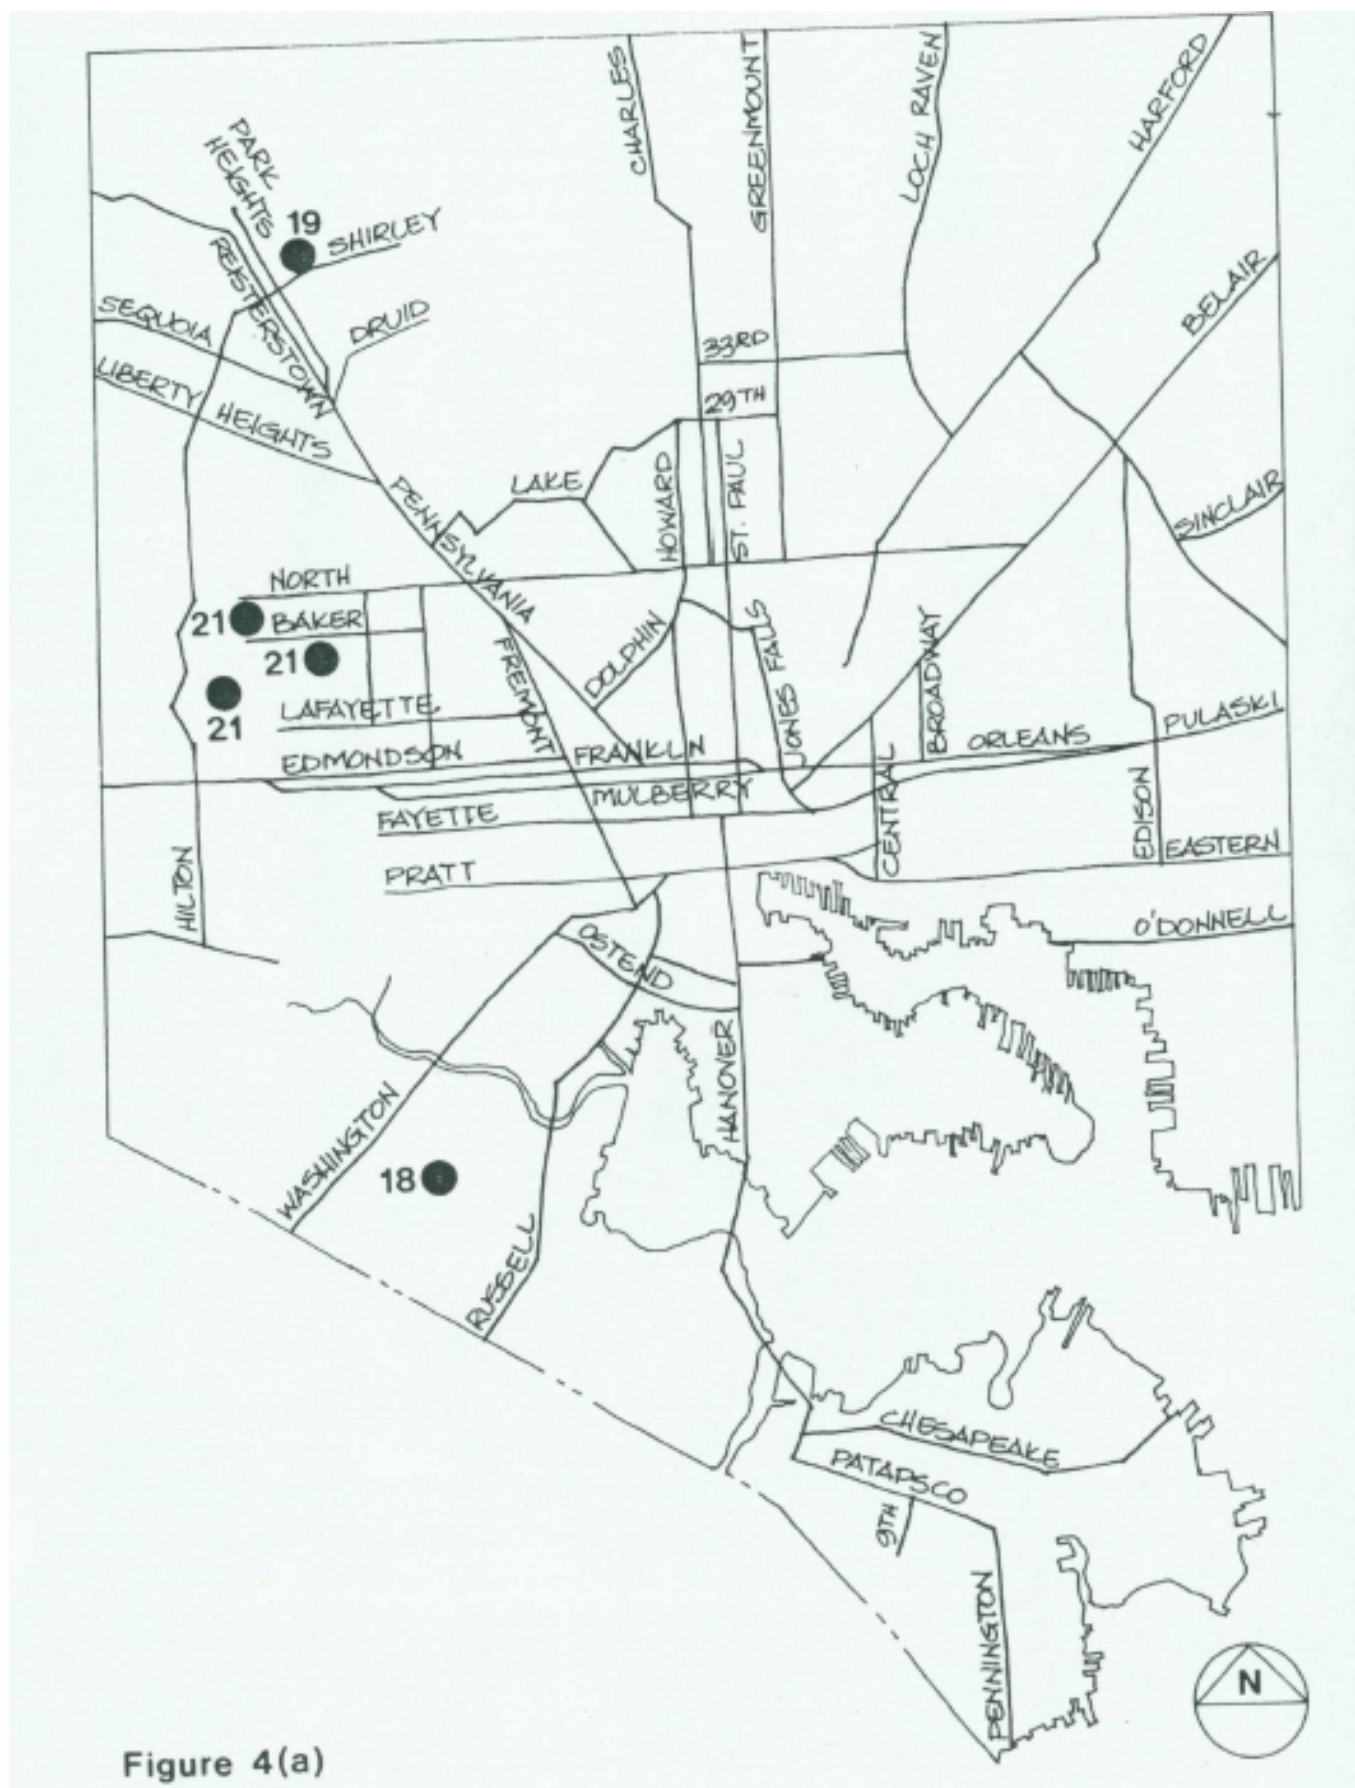 CHARLES
GREENMOUNT
LOCH RAVEN
HARFORD
PARK
HEIGHTS
19
SHIRLEY
REISTERSTOWN
BELAIR
SEQUOIA
DRUID
33RD
LIBERTY HEIGHTS
29TH
LAKE
HOWARD
ST. PAUL
PENNSYLVANIA
SINCLAIR
NORTH
21
BAKER
21
FREMONT
DOLPHIN
JONES FALLS
BROADWAY
21
LAFAYETTE
PULASKI
EDMONDSON
FRANKLIN
ORLEANS
MULBERRY
FAYETTE
CENTRAL
EDISON
EASTERN
PRATT
HILTON
O'DONNELL
OSTEND
HANOVER
WASHINGTON
18
RUSSELL
CHESAPEAKE
PATAPSCO
9TH
PENNINGTON
N
Figure 4(a)